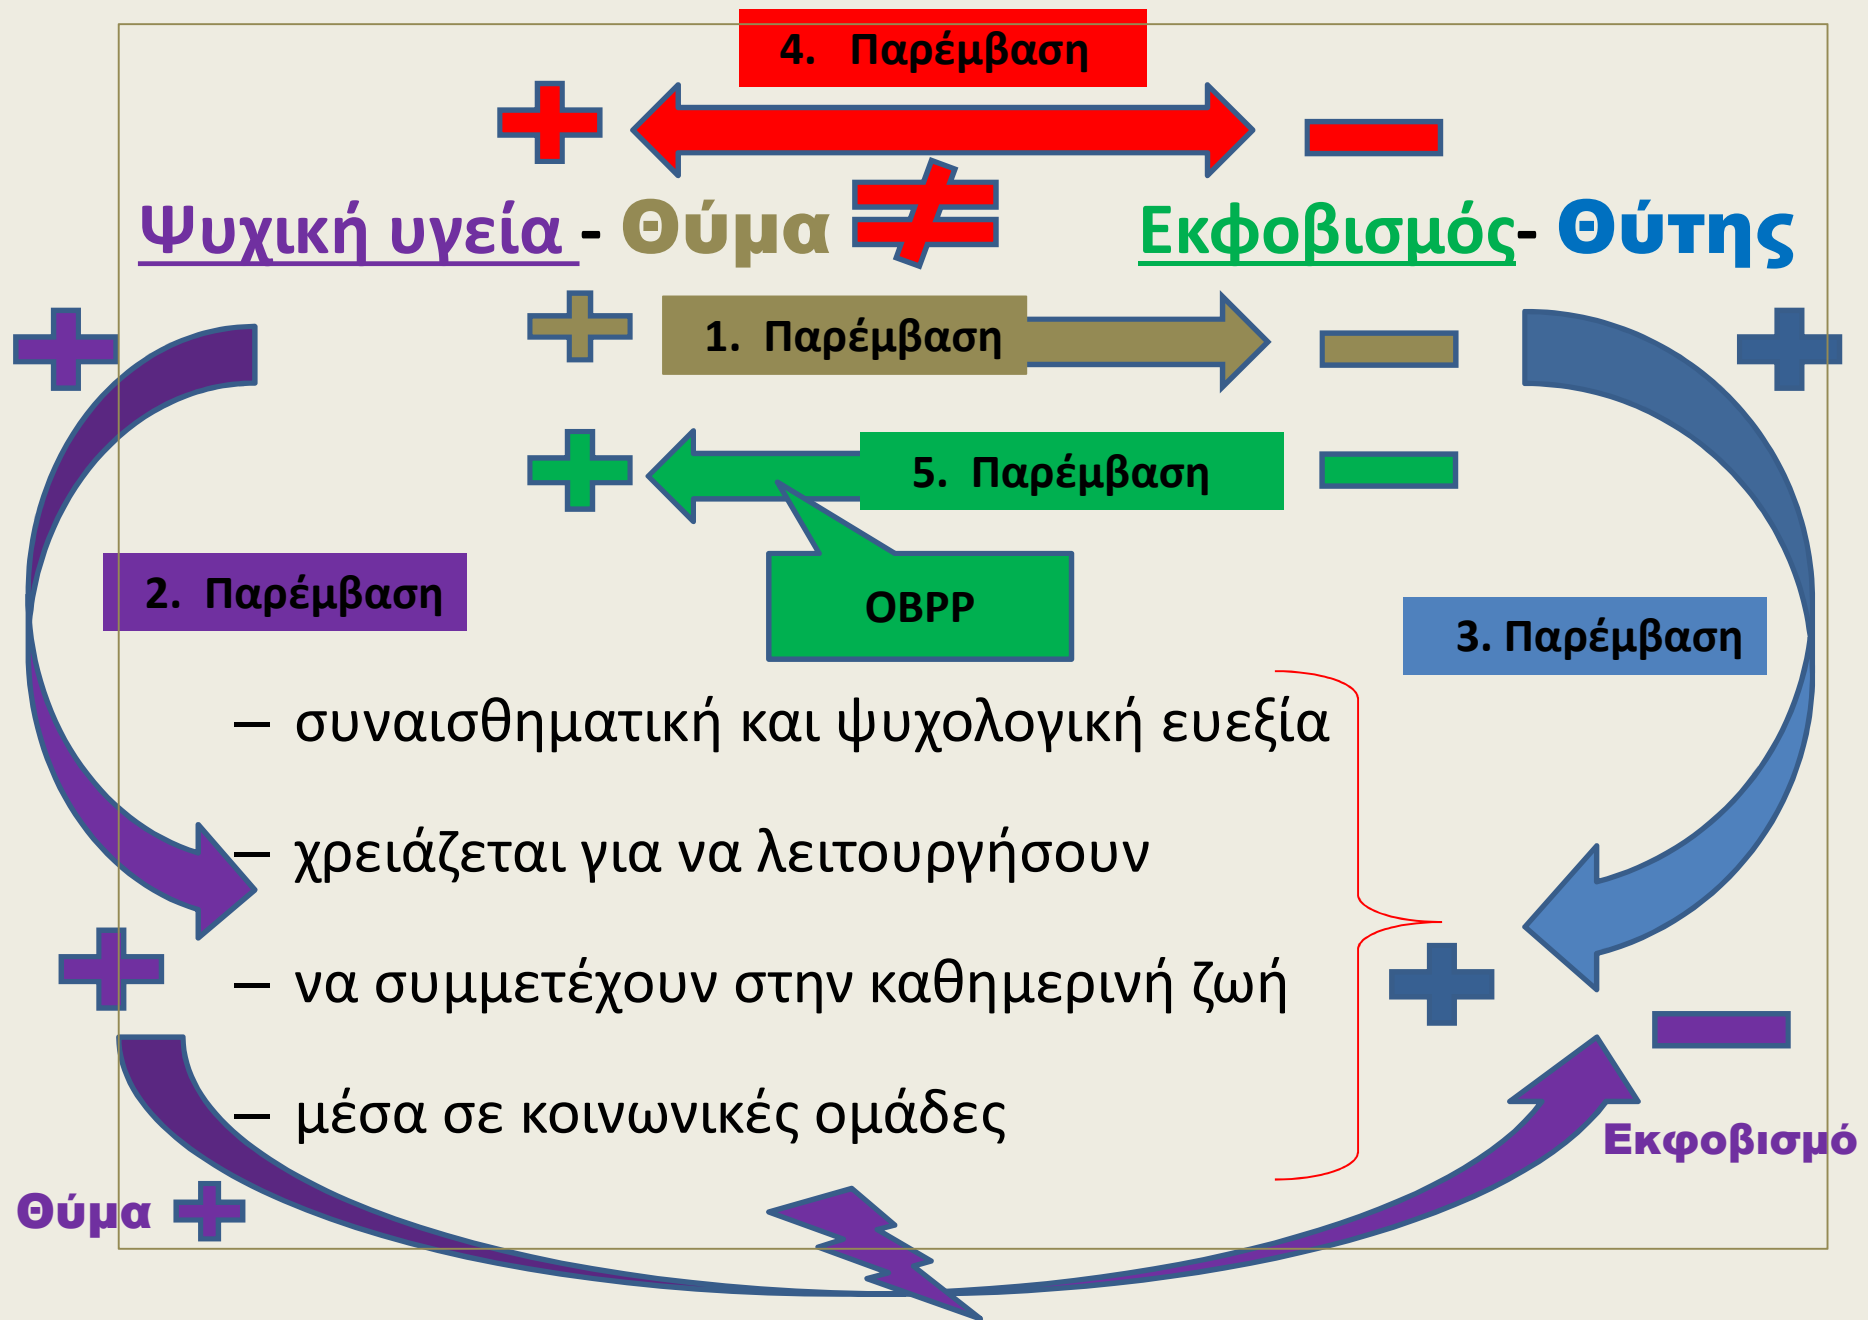 4. Παρέμβαση
Ψυχική υγεία - Θύμα ≠ Εκφοβισμός- Θύτης
1. Παρέμβαση
5. Παρέμβαση
OBPP
2. Παρέμβαση
3. Παρέμβαση
– συναισθηματική και ψυχολογική ευεξία
– χρειάζεται για να λειτουργήσουν
– να συμμετέχουν στην καθημερινή ζωή
– μέσα σε κοινωνικές ομάδες
Εκφοβισμό
Θύμα